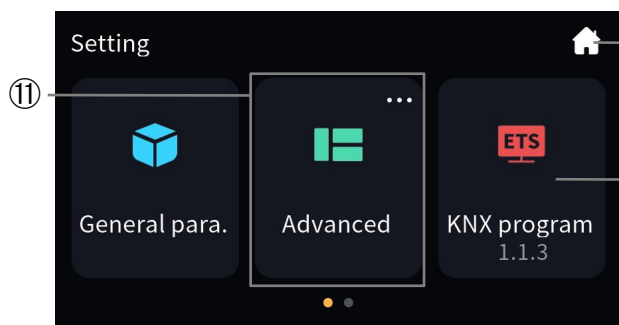 Setting
⑪
ETS
General para.
Advanced
KNX program
1.1.3